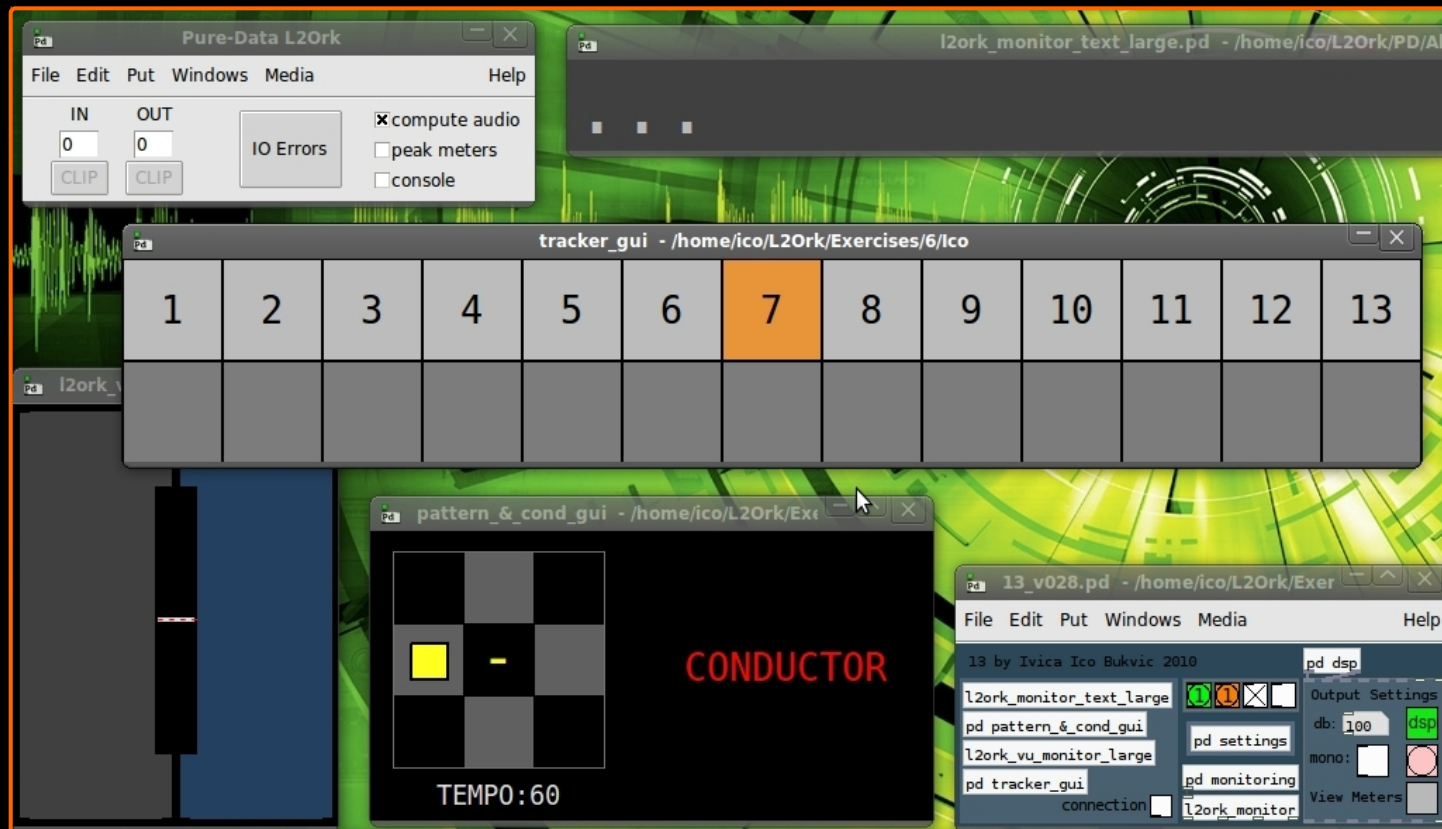 Pure-Data L2Ork
File Edit Put Windows Media Help
IN OUT
0 0
CLIP CLIP
IO Errors
compute audio
peak meters
console
l2ork_monitor_text_large.pd - /home/ico/L2Ork/PD/Ab
. . .
tracker_gui - /home/ico/L2Ork/Exercises/6/Ico
1 2 3 4 5 6 7 8 9 10 11 12 13
l2ork_v
pattern_&_cond_gui - /home/ico/L2Ork/Exe
-
CONDUCTOR
TEMPO:60
13_v028.pd - /home/ico/L2Ork/Exer
File Edit Put Windows Media Help
13 by Ivica Ico Bukvic 2010
pd dsp
l2ork_monitor_text_large
1 1
Output Settings
pd pattern_&_cond_gui
db: 100 dsp
pd settings
l2ork_vu_monitor_large
mono:
pd tracker_gui
pd monitoring
View Meters
connection
l2ork_monitor